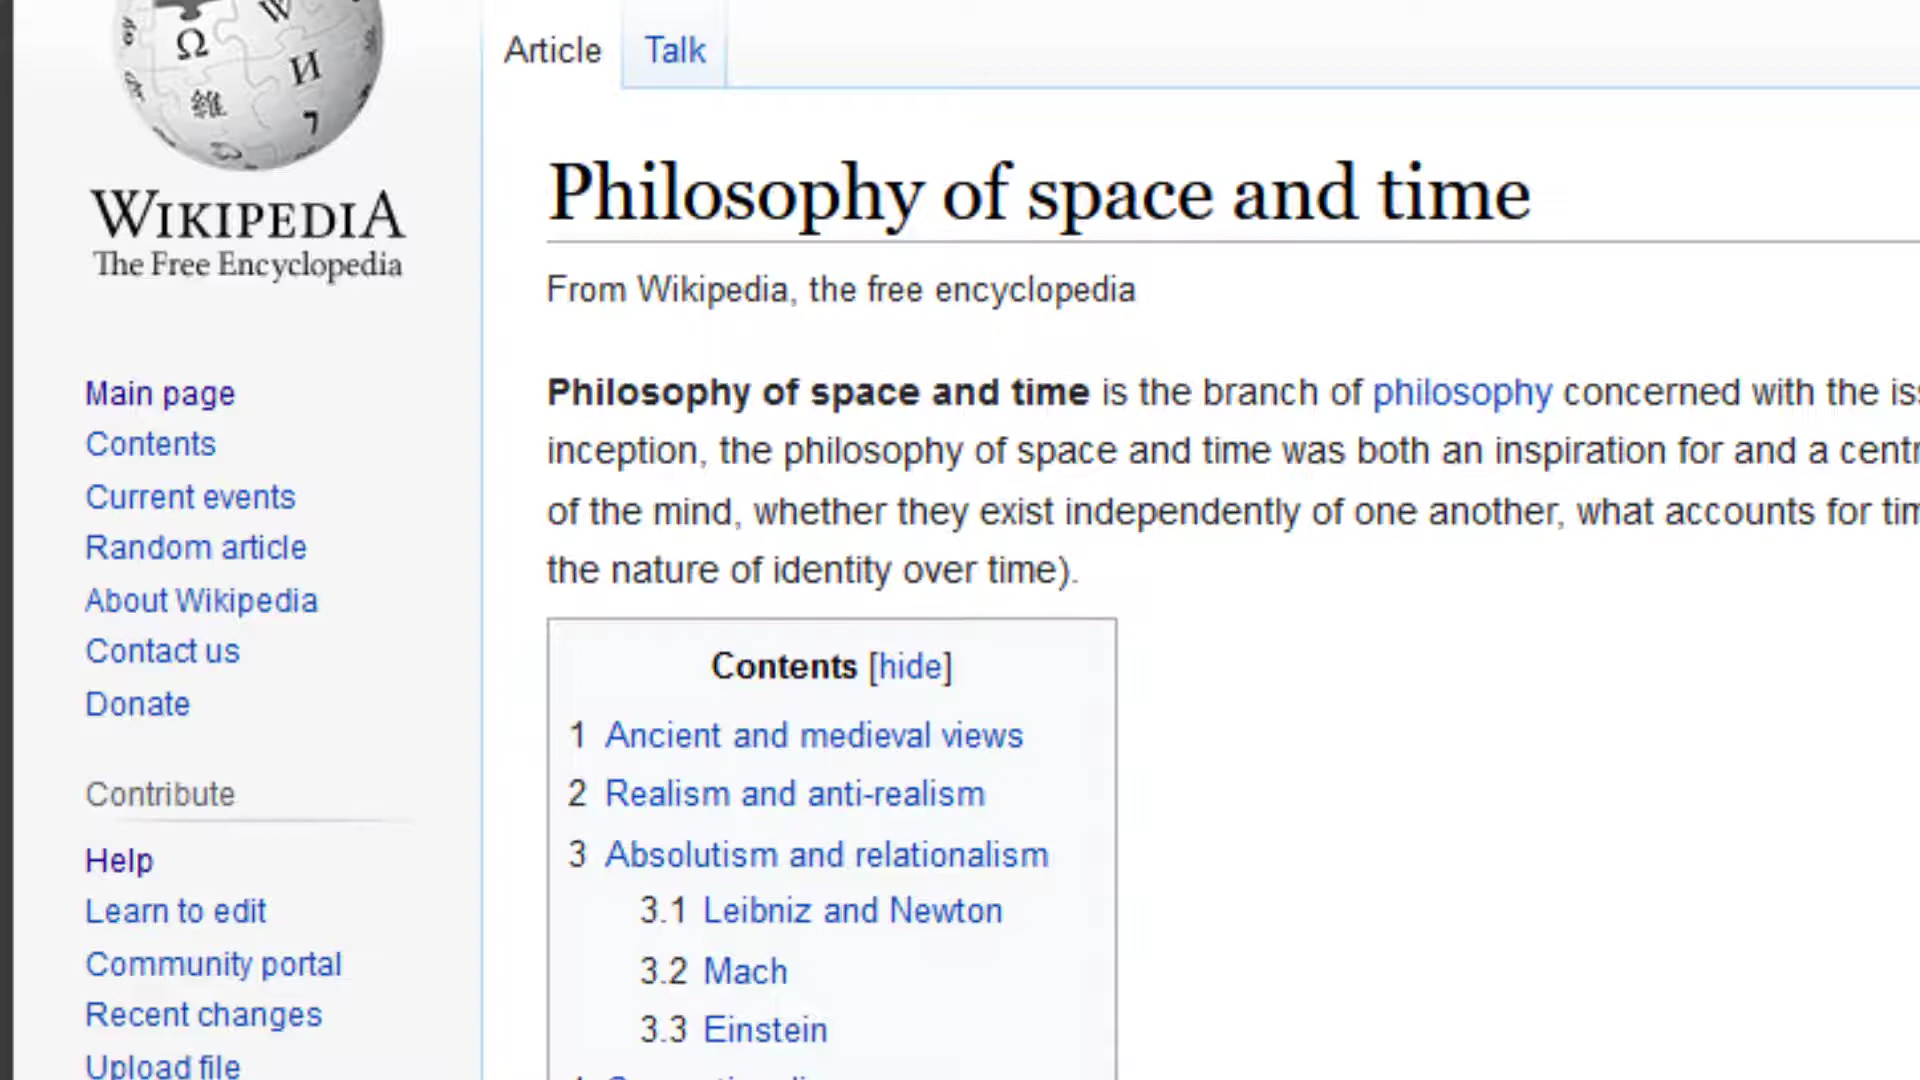 Article Talk
WIKIPEDIA
The Free Encyclopedia
Main page
Contents
Current events
Random article
About Wikipedia
Contact us
Donate
Contribute
Help
Learn to edit
Community portal
Recent changes
Upload file
Philosophy of space and time
From Wikipedia, the free encyclopedia
Philosophy of space and time is the branch of philosophy concerned with the
inception, the philosophy of space and time was both an inspiration for and a
of the mind, whether they exist independently of one another, what accounts for
the nature of identity over time).
Contents [hide]
1 Ancient and medieval views
2 Realism and anti-realism
3 Absolutism and relationalism
3.1 Leibniz and Newton
3.2 Mach
3.3 Einstein